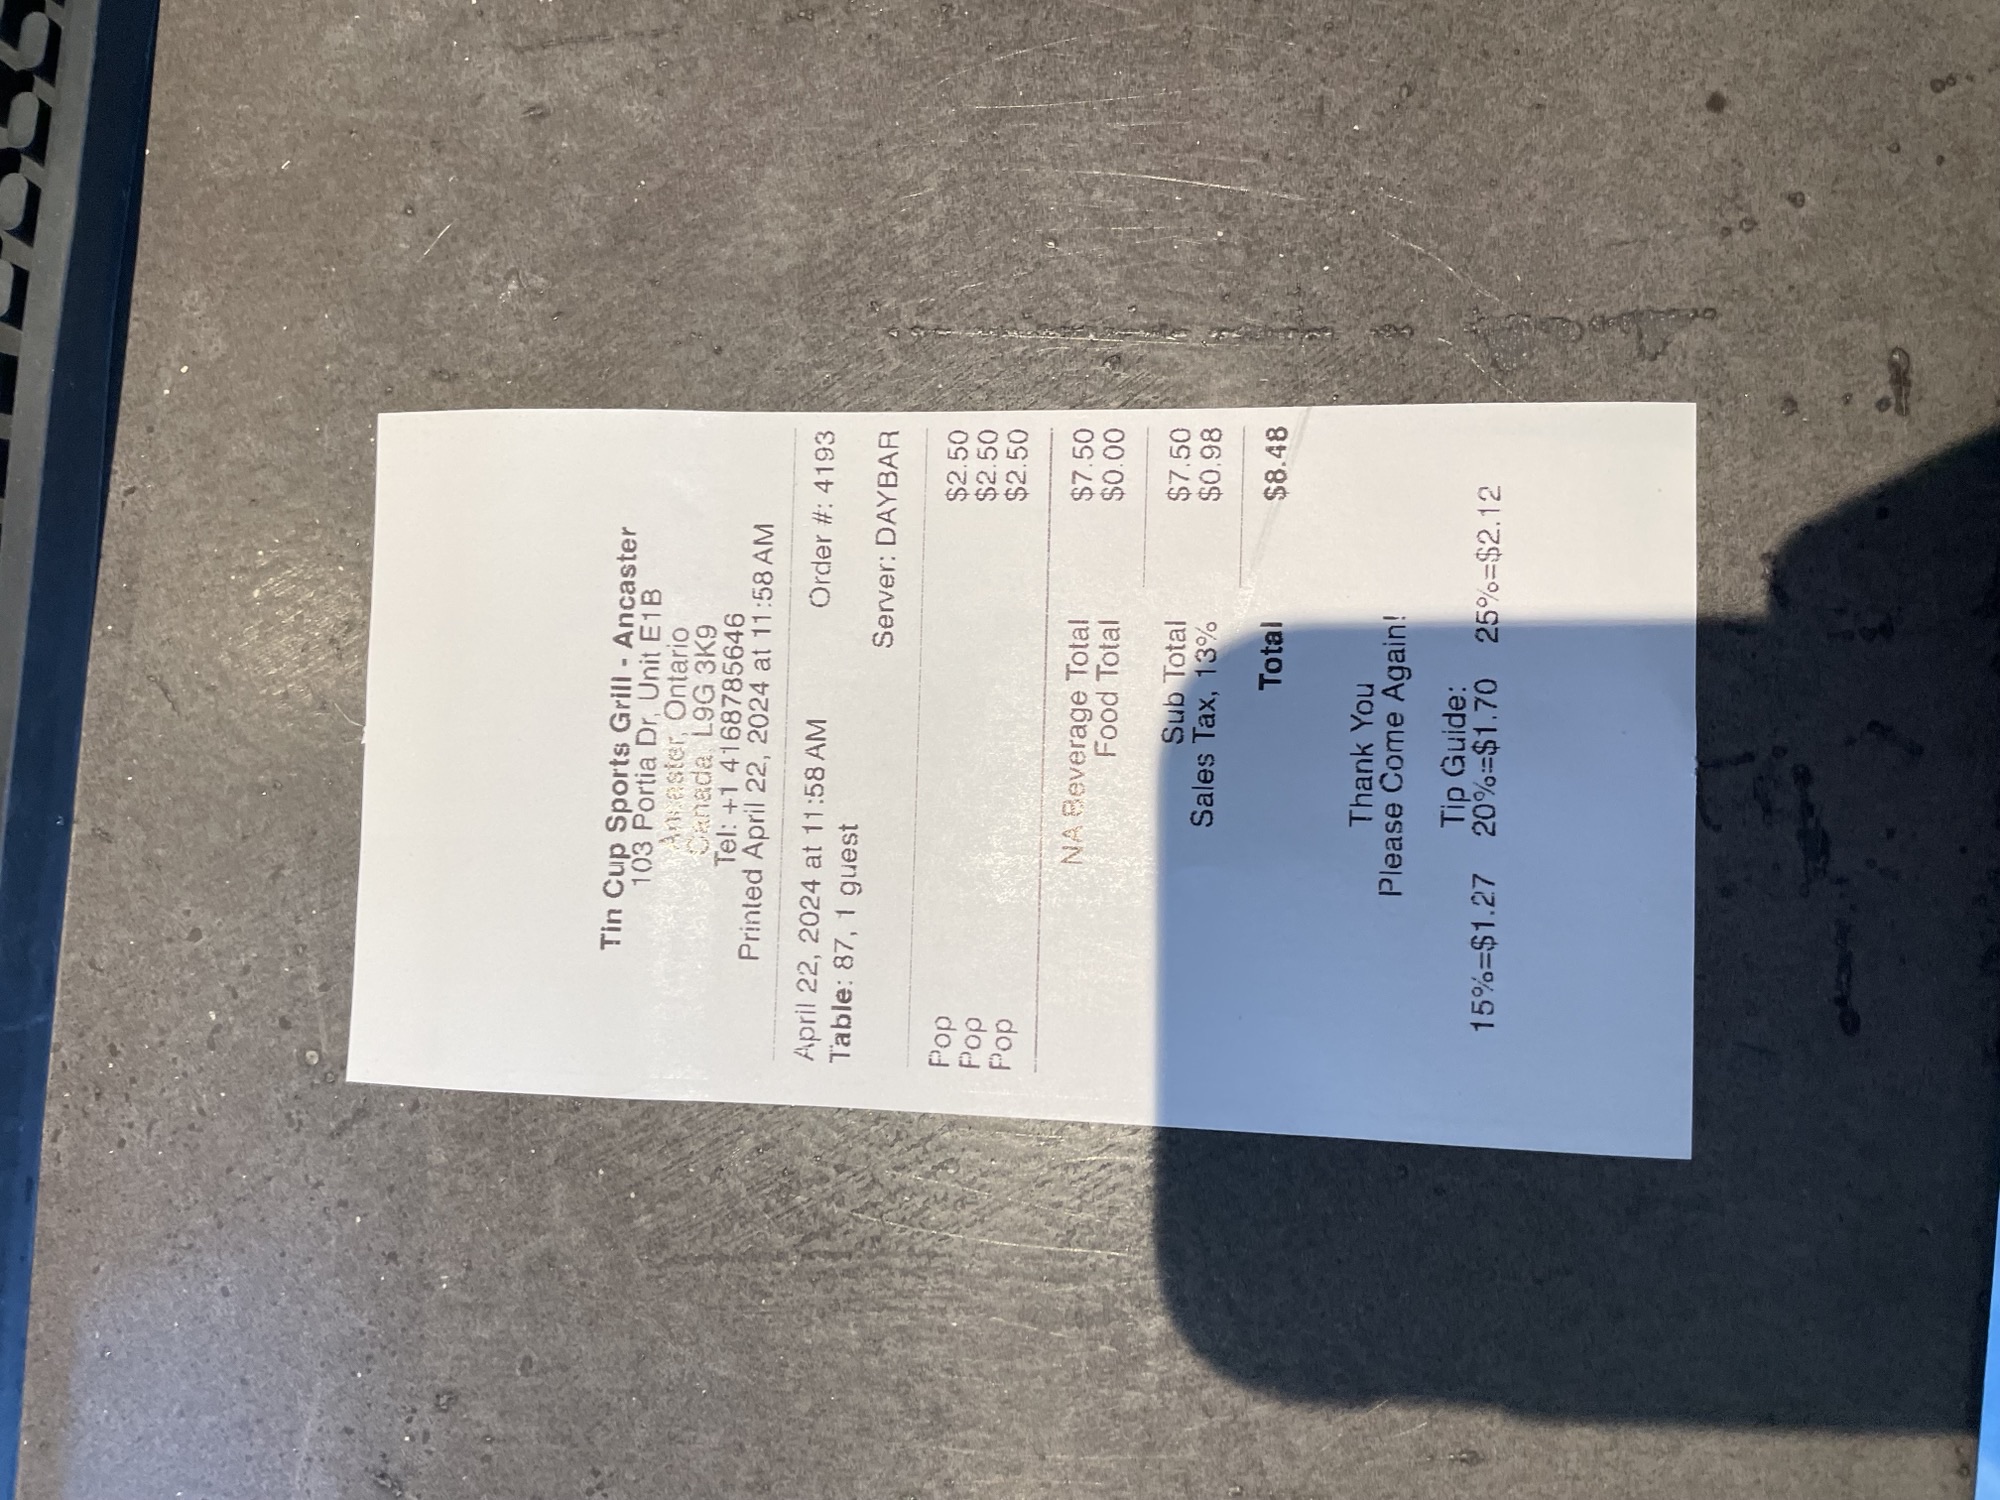 Tin Cup Sports Grill - Ancaster
103 Portia Dr, Unit E1B
Ancaster, Ontario
Canada, L9G 3K9
Tel: +1 4168785646
Printed April 22, 2024 at 11:58 AM
April 22, 2024 at 11:58 AM Order #: 4193
Table: 87, 1 guest
Server: DAYBAR
Pop $2.50
Pop $2.50
Pop $2.50
NA Beverage Total $7.50
Food Total $0.00
Sub Total $7.50
Sales Tax, 13% $0.98
Total $8.48
Thank You
Please Come Again!
Tip Guide:
15%=$1.27 20%=$1.70 25%=$2.12